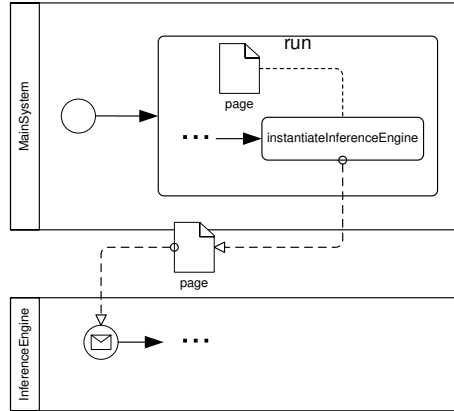 MainSystem
run
page
...
instantiateInferenceEngine
page
InferenceEngine
...